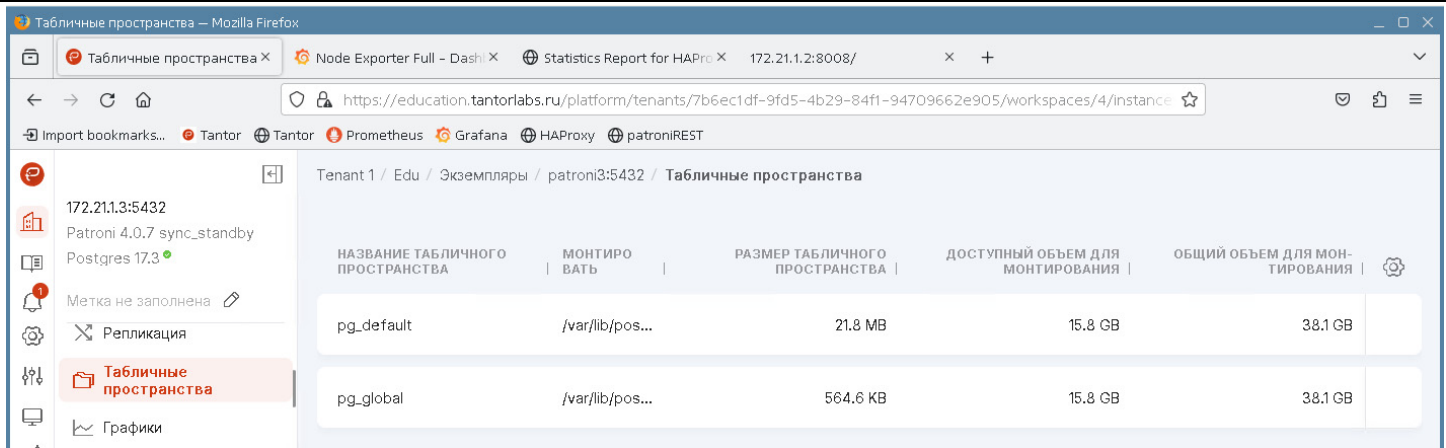 Табличные пространства — Mozilla Firefox
Табличные пространства Node Exporter Full - Dash Statistics Report for HAPro 172.21.1.2:8008/
https://education.tantorlabs.ru/platform/tenants/7b6ec1df-9fd5-4b29-84f1-94709662e905/workspaces/4/instance
Import bookmarks... Tantor Tantor Prometheus Grafana HAProxy patroniREST
Tenant 1 / Edu / Экземпляры / patroni3:5432 / Табличные пространства
172.21.1.3:5432
Patroni 4.0.7 sync_standby
Postgres 17.3
1
Метка не заполнена
Репликация
Табличные
пространства
Графики
НАЗВАНИЕ ТАБЛИЧНОГО МОНТИРО РАЗМЕР ТАБЛИЧНОГО ДОСТУПНЫЙ ОБЪЕМ ДЛЯ ОБЩИЙ ОБЪЕМ ДЛЯ МОН-
ПРОСТРАНСТВА ВАТЬ ПРОСТРАНСТВА МОНТИРОВАНИЯ ТИРОВАНИЯ
pg_default /var/lib/pos... 21.8 MB 15.8 GB 38.1 GB
pg_global /var/lib/pos... 564.6 KB 15.8 GB 38.1 GB